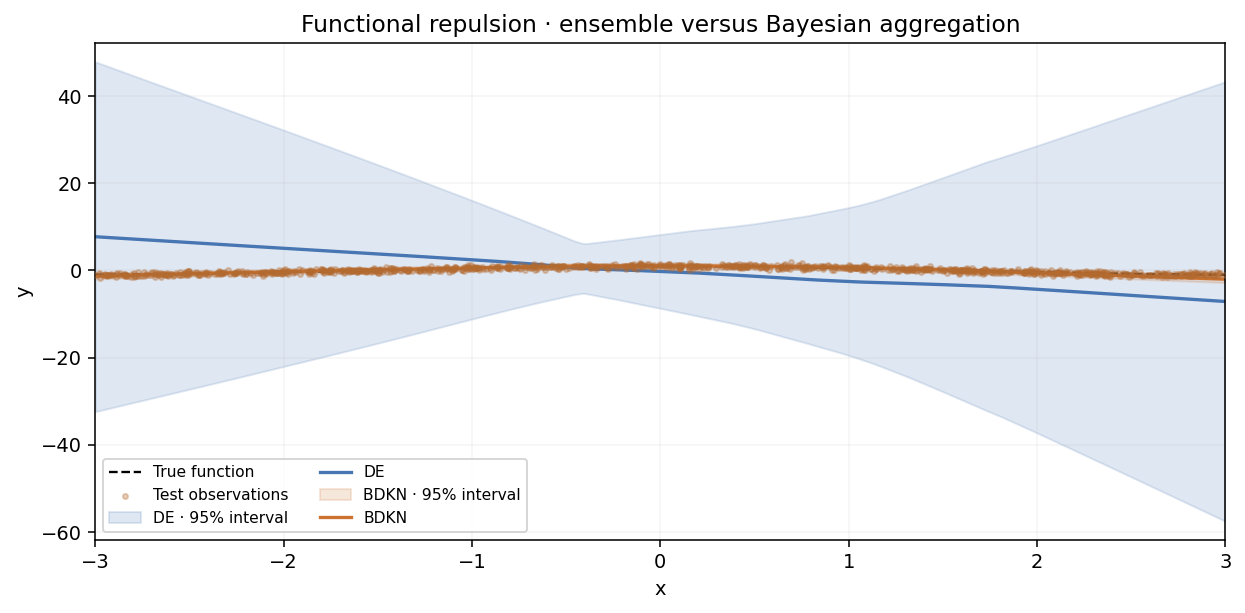 Functional repulsion · ensemble versus Bayesian aggregation
y
40
20
0
−20
−40
−60
True function
Test observations
DE · 95% interval
DE
BDKN · 95% interval
BDKN
−3
−2
−1
0
1
2
3
x